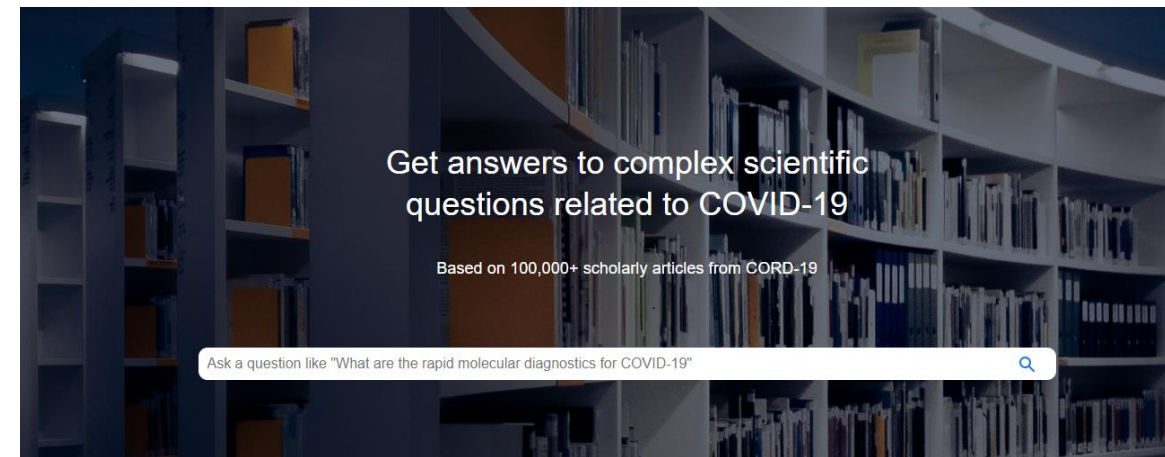 Get answers to complex scientific
questions related to COVID-19
Based on 100,000+ scholarly articles from CORD-19
Ask a question like "What are the rapid molecular diagnostics for COVID-19"